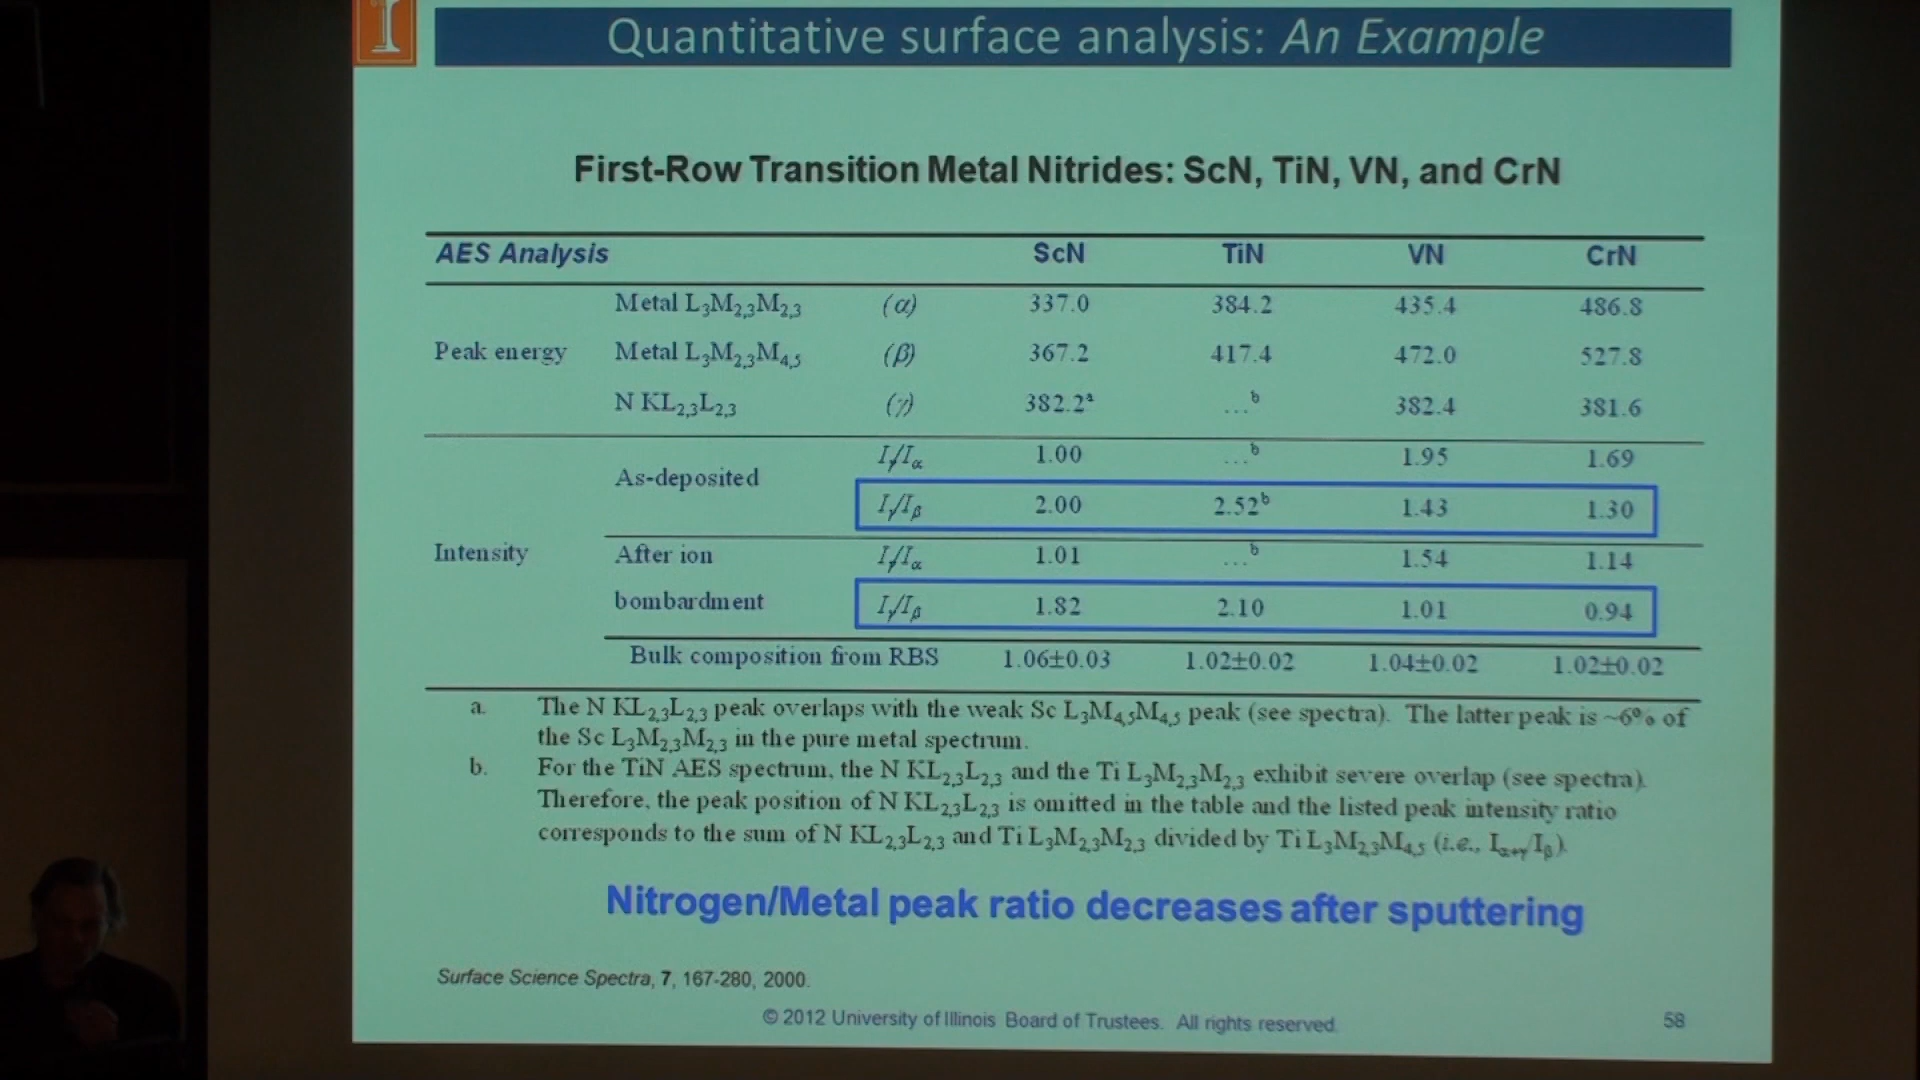 I
Quantitative surface analysis: An Example
First-Row Transition Metal Nitrides: ScN, TiN, VN, and CrN
AES Analysis ScN TiN VN CrN
Metal L3M2,3M2,3 (α) 337.0 384.2 435.4 486.8
Peak energy Metal L3M2,3M4,5 (β) 367.2 417.4 472.0 527.8
N KL2,3L2,3 (γ) 382.2ᵃ ...ᵇ 382.4 381.6
As-deposited Iγ/Iα 1.00 ...ᵇ 1.95 1.69
Iγ/Iβ 2.00 2.52ᵇ 1.43 1.30
Intensity After ion Iγ/Iα 1.01 ...ᵇ 1.54 1.14
bombardment Iγ/Iβ 1.82 2.10 1.01 0.94
Bulk composition from RBS 1.06±0.03 1.02±0.02 1.04±0.02 1.02±0.02
a. The N KL2,3L2,3 peak overlaps with the weak Sc L3M4,5M4,5 peak (see spectra). The latter peak is ~6% of
the Sc L3M2,3M2,3 in the pure metal spectrum.
b. For the TiN AES spectrum, the N KL2,3L2,3 and the Ti L3M2,3M2,3 exhibit severe overlap (see spectra).
Therefore, the peak position of N KL2,3L2,3 is omitted in the table and the listed peak intensity ratio
corresponds to the sum of N KL2,3L2,3 and Ti L3M2,3M2,3 divided by Ti L3M2,3M4,5 (i.e., Iα+γ/Iβ).
Nitrogen/Metal peak ratio decreases after sputtering
Surface Science Spectra, 7, 167-280, 2000.
© 2012 University of Illinois Board of Trustees. All rights reserved.
58